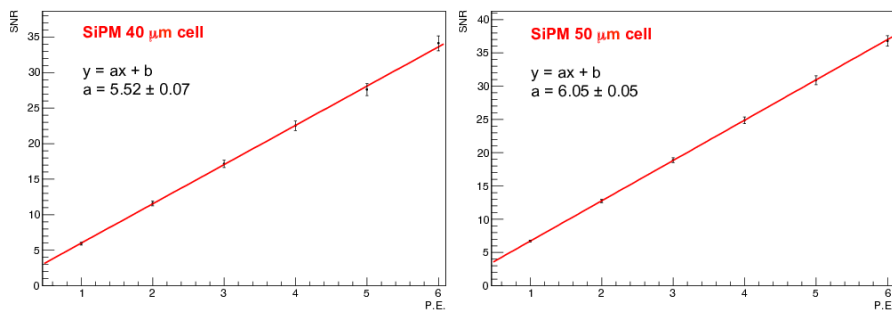 SNR
SiPM 40 μm cell
y = ax + b
a = 5.52 ± 0.07
35
30
25
20
15
10
5
0
1 2 3 4 5 6
P.E.
SNR
SiPM 50 μm cell
y = ax + b
a = 6.05 ± 0.05
40
35
30
25
20
15
10
5
0
1 2 3 4 5 6
P.E.